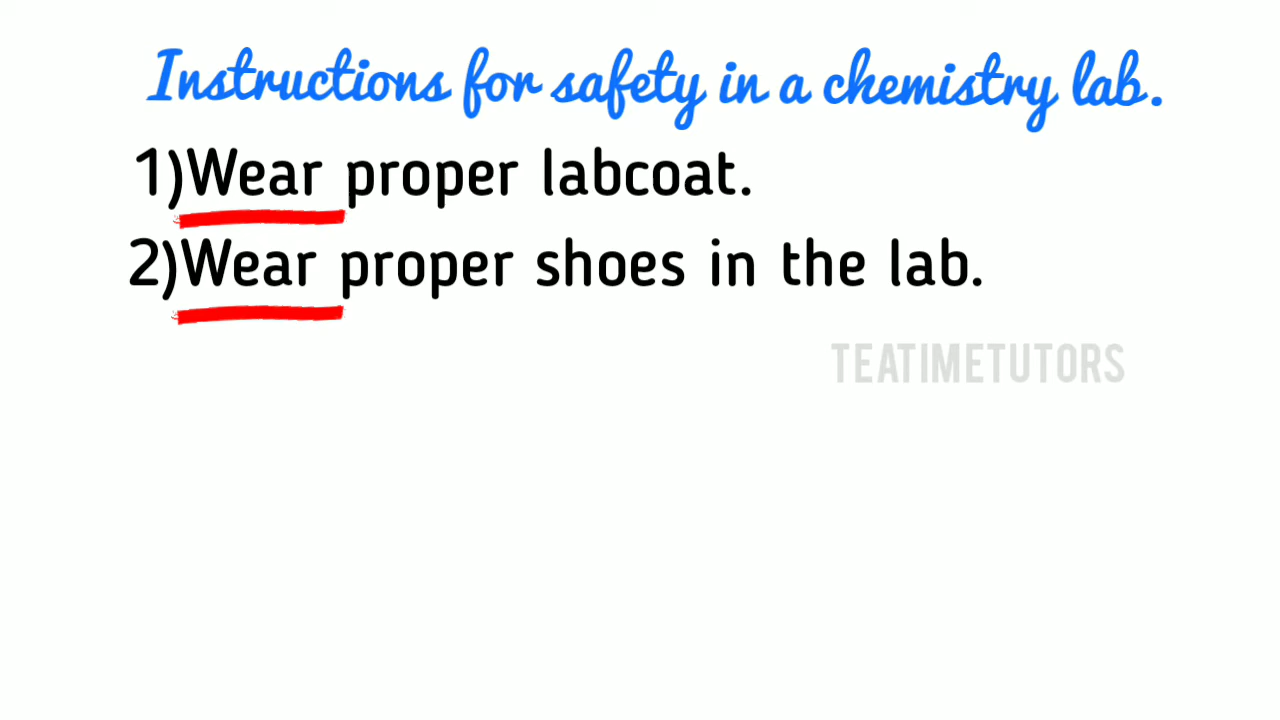 Instructions for safety in a chemistry lab.
1)Wear proper labcoat.
2)Wear proper shoes in the lab.
TEATIMETUTORS